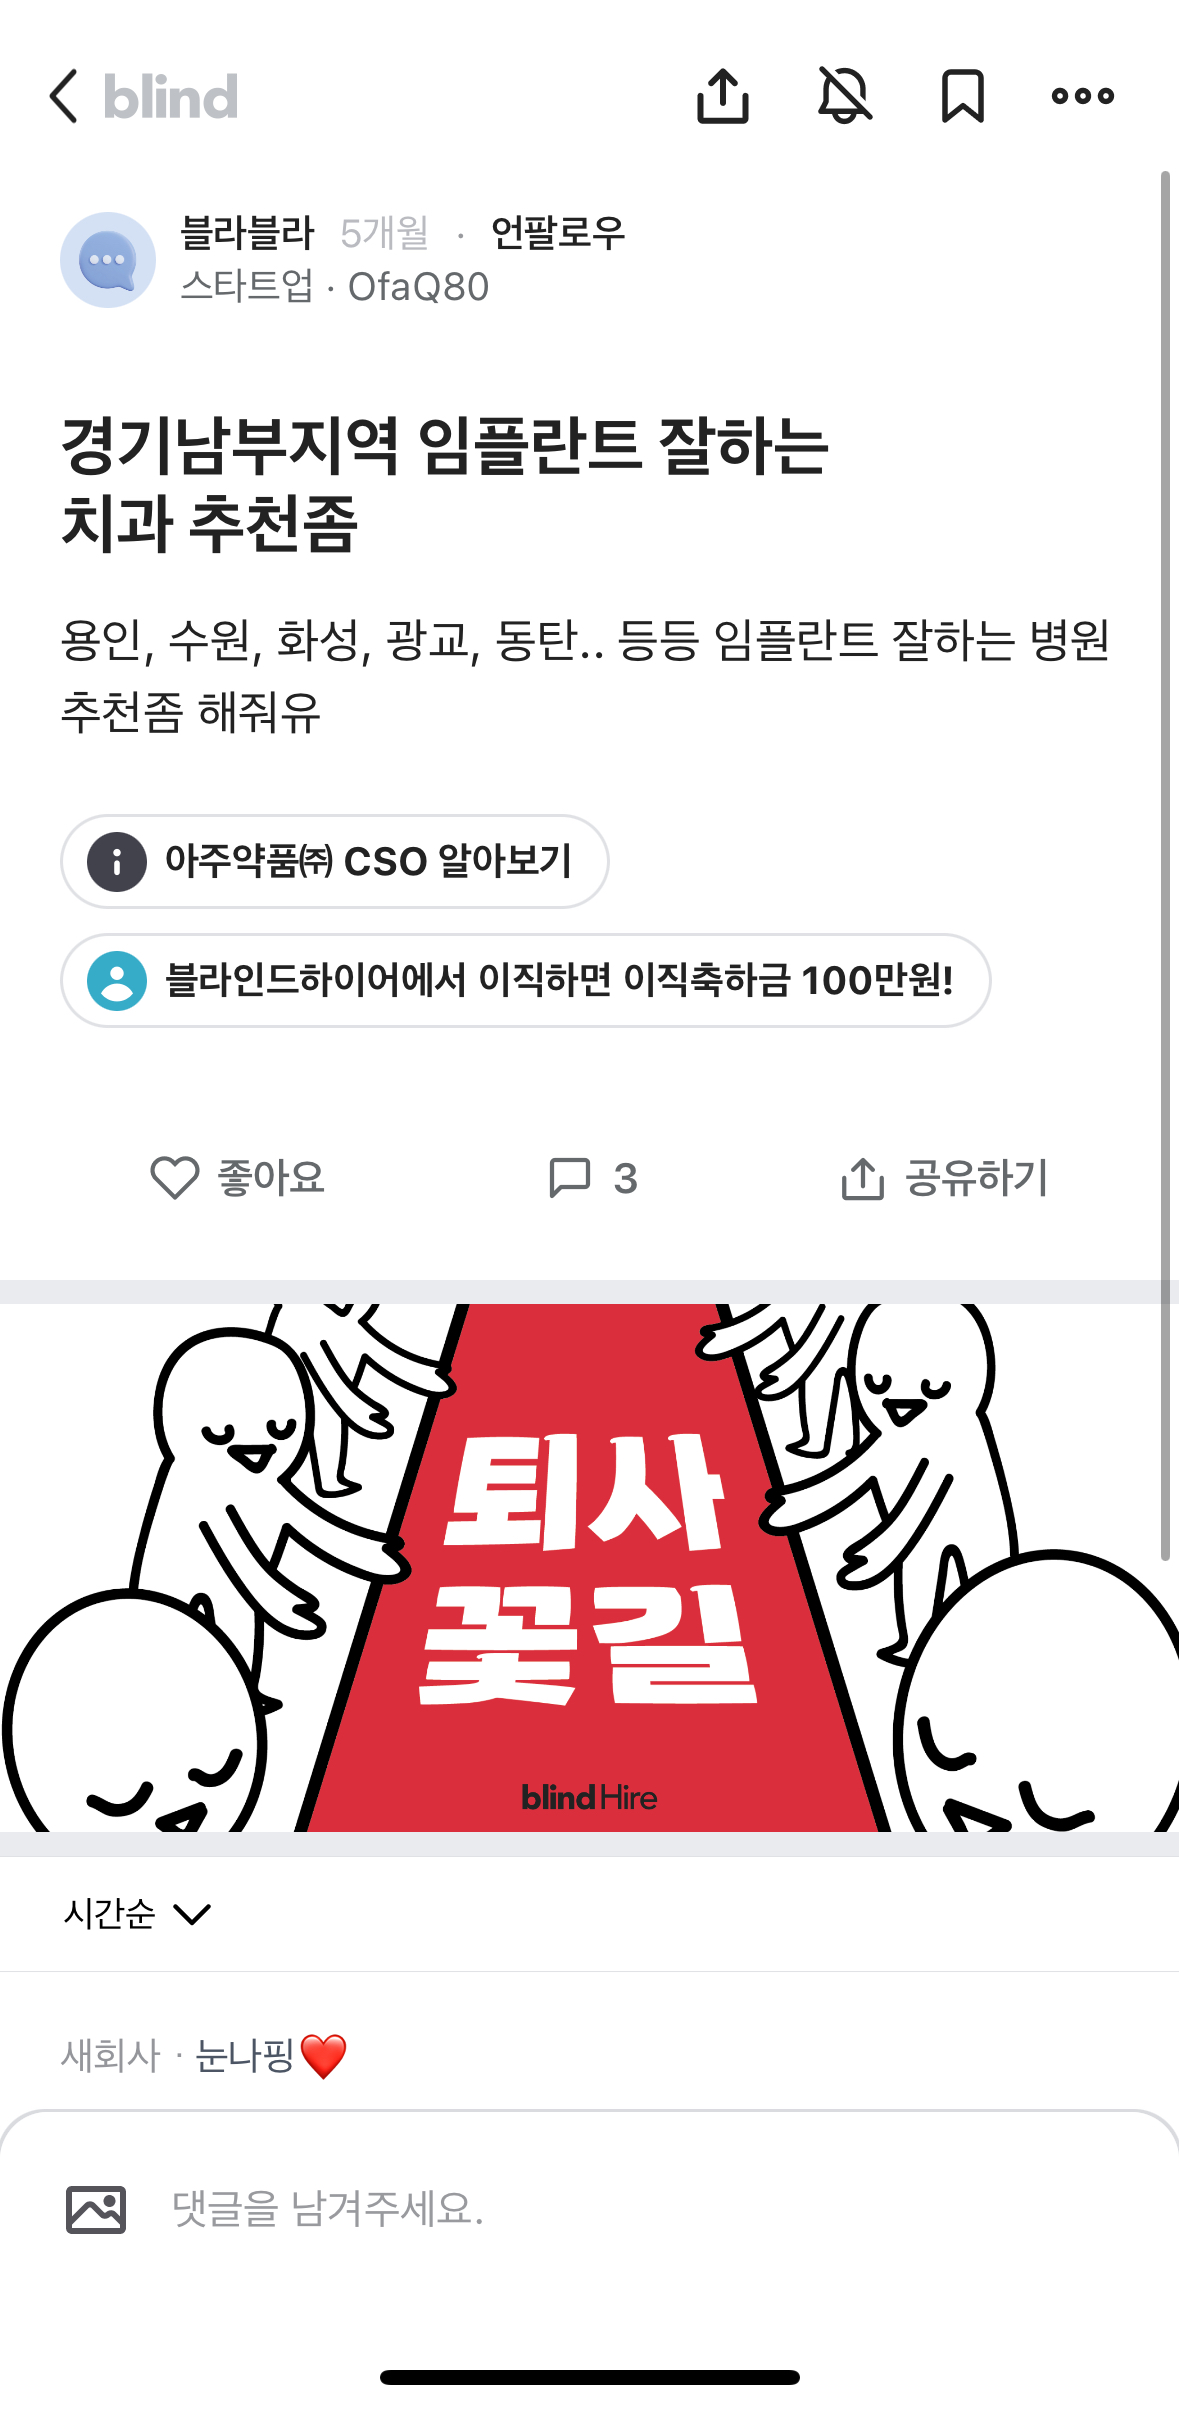 blind
블라블라 5개월 · 언팔로우
스타트업 · OfaQ80
경기남부지역 임플란트 잘하는
치과 추천좀
용인, 수원, 화성, 광교, 동탄.. 등등 임플란트 잘하는 병원
추천좀 해줘유
아주약품㈜ CSO 알아보기
블라인드하이어에서 이직하면 이직축하금 100만원!
좋아요 3 공유하기
퇴사
꽃길
blind Hire
시간순
새회사 · 눈나핑❤️
댓글을 남겨주세요.